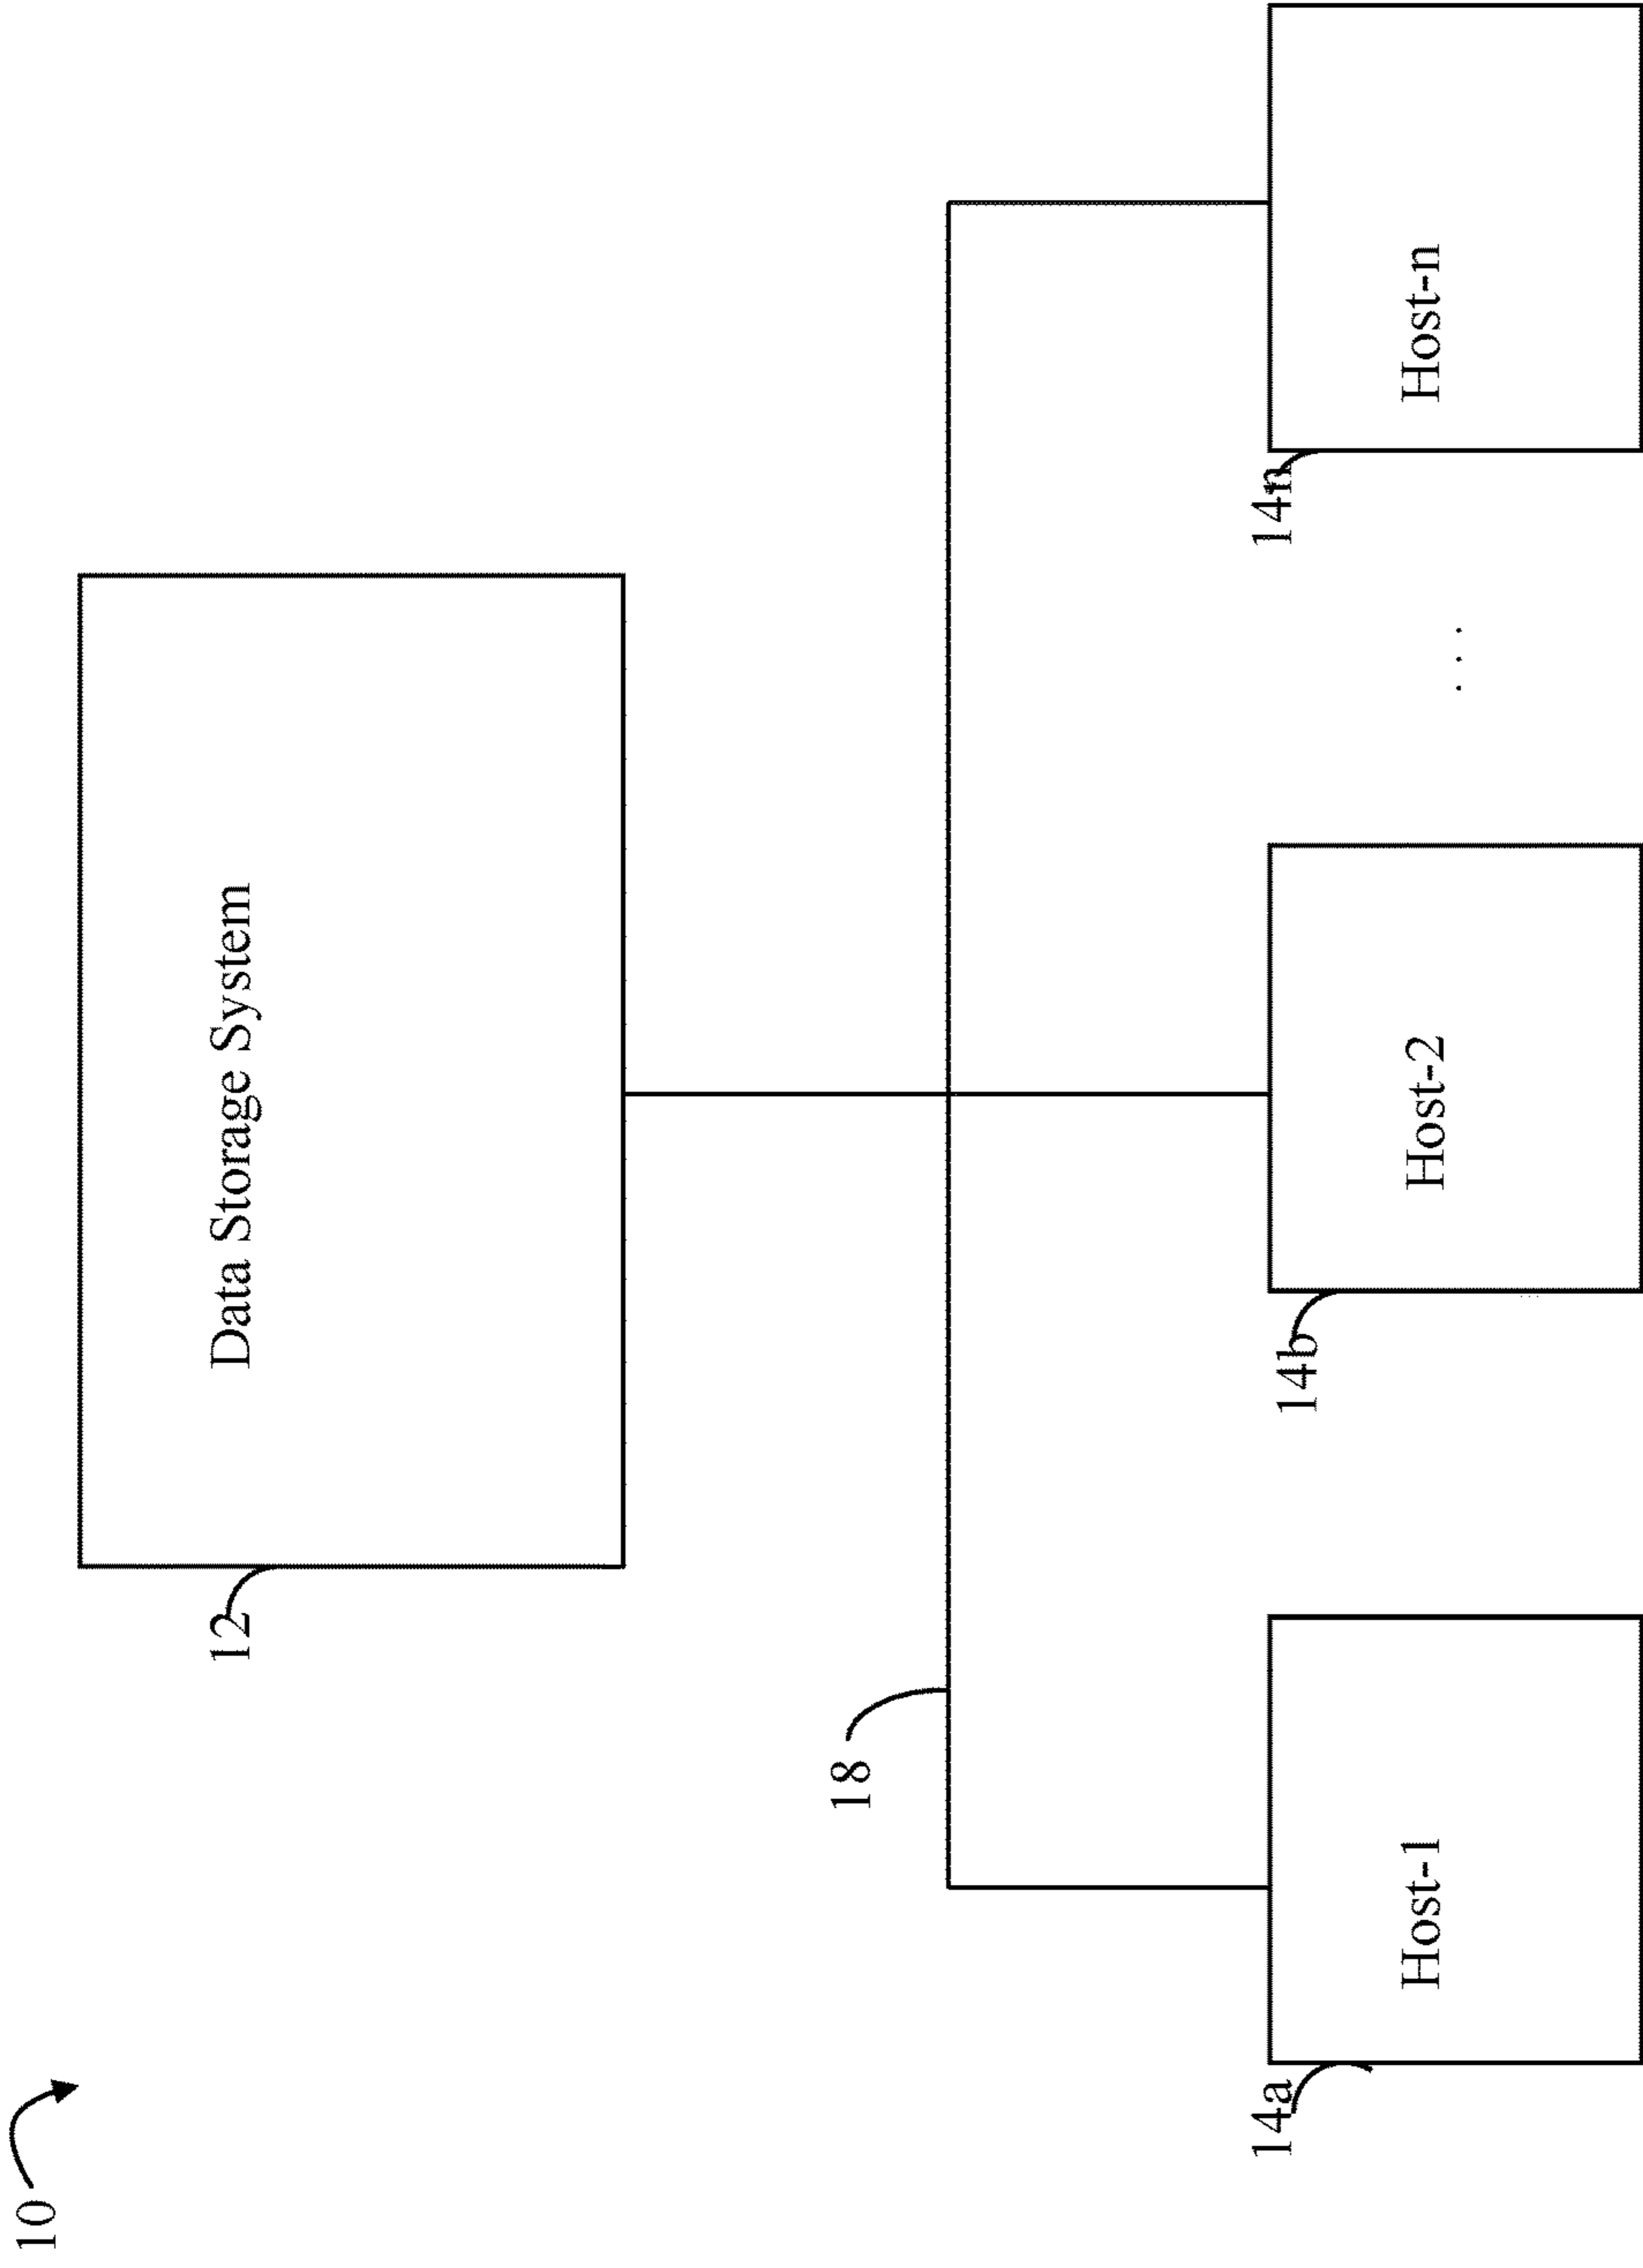 10
Data Storage System
12
18
Host-1
Host-2
Host-n
14a
14b
14n
. . .